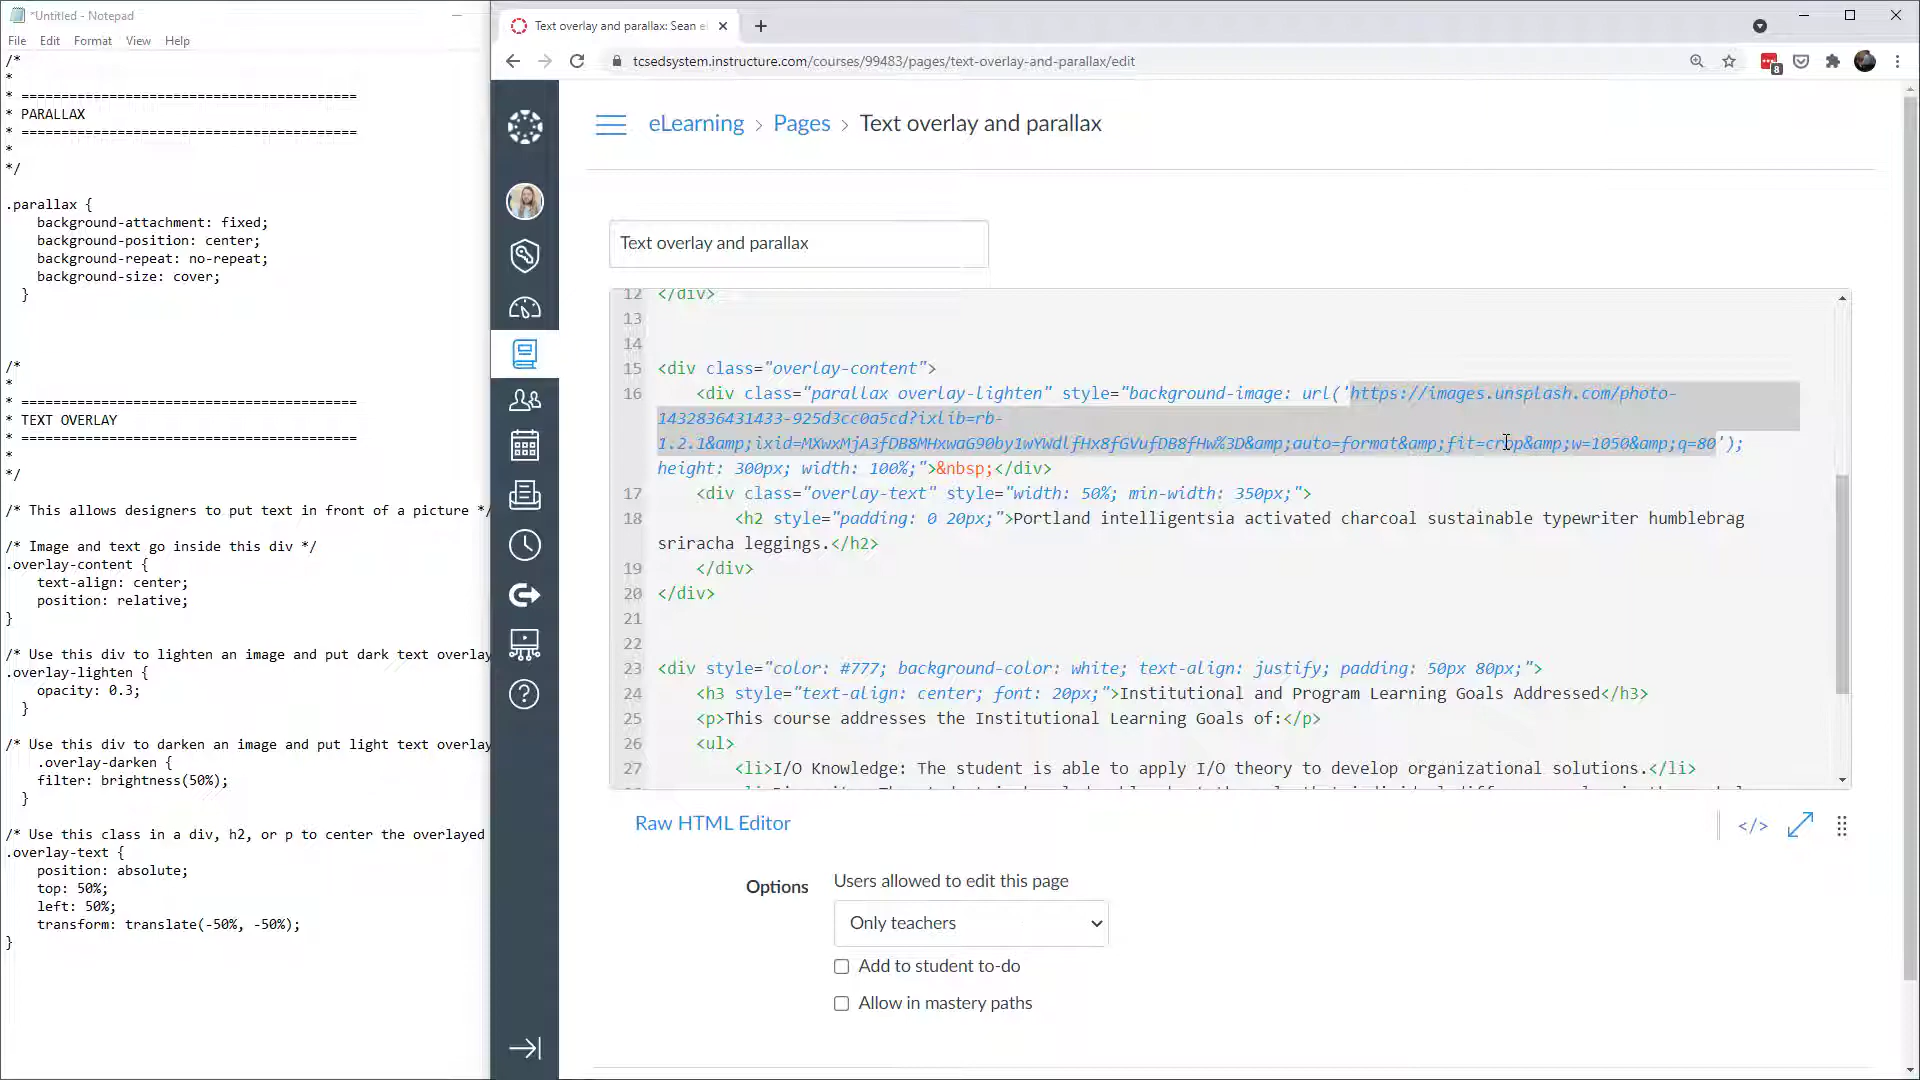 *Untitled - Notepad
File Edit Format View Help
/*
*
* ==========================================
* PARALLAX
* ==========================================
*
*/
.parallax {
background-attachment: fixed;
background-position: center;
background-repeat: no-repeat;
background-size: cover;
}
/*
*
* ==========================================
* TEXT OVERLAY
* ==========================================
*
*/
/* This allows designers to put text in front of a picture */
/* Image and text go inside this div */
.overlay-content {
text-align: center;
position: relative;
}
/* Use this div to lighten an image and put dark text overlay
.overlay-lighten {
opacity: 0.3;
}
/* Use this div to darken an image and put light text overlay
.overlay-darken {
filter: brightness(50%);
}
/* Use this class in a div, h2, or p to center the overlayed
.overlay-text {
position: absolute;
top: 50%;
left: 50%;
transform: translate(-50%, -50%);
}
Text overlay and parallax: Sean e
tcsedsystem.instructure.com/courses/99483/pages/text-overlay-and-parallax/edit
8
eLearning > Pages > Text overlay and parallax
Text overlay and parallax
12 </div>
13
14
15 <div class="overlay-content">
16 <div class="parallax overlay-lighten" style="background-image: url('https://images.unsplash.com/photo-
1432836431433-925d3cc0a5cd?ixlib=rb-
1.2.1&amp;ixid=MXwxMjA3fDB8MHxwaG90by1wYWdlfHx8fGVufDB8fHw%3D&amp;auto=format&amp;fit=crop&amp;w=1050&amp;q=80');
height: 300px; width: 100%;">&nbsp;</div>
17 <div class="overlay-text" style="width: 50%; min-width: 350px;">
18 <h2 style="padding: 0 20px;">Portland intelligentsia activated charcoal sustainable typewriter humblebrag
sriracha leggings.</h2>
19 </div>
20 </div>
21
22
23 <div style="color: #777; background-color: white; text-align: justify; padding: 50px 80px;">
24 <h3 style="text-align: center; font: 20px;">Institutional and Program Learning Goals Addressed</h3>
25 <p>This course addresses the Institutional Learning Goals of:</p>
26 <ul>
27 <li>I/O Knowledge: The student is able to apply I/O theory to develop organizational solutions.</li>
Raw HTML Editor
</>
Options
Users allowed to edit this page
Only teachers
Add to student to-do
Allow in mastery paths